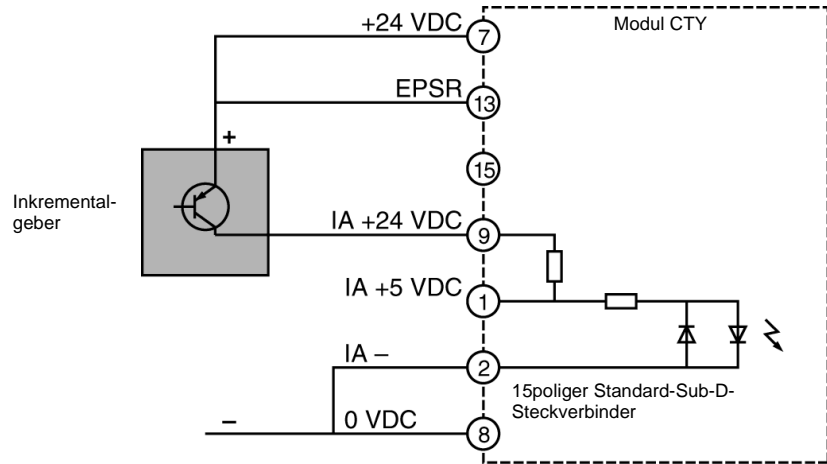 +24 VDC
7
Modul CTY
EPSR
13
+
15
Inkremental-
geber
IA +24 VDC
9
IA +5 VDC
1
IA –
2
15poliger Standard-Sub-D-
Steckverbinder
–
0 VDC
8